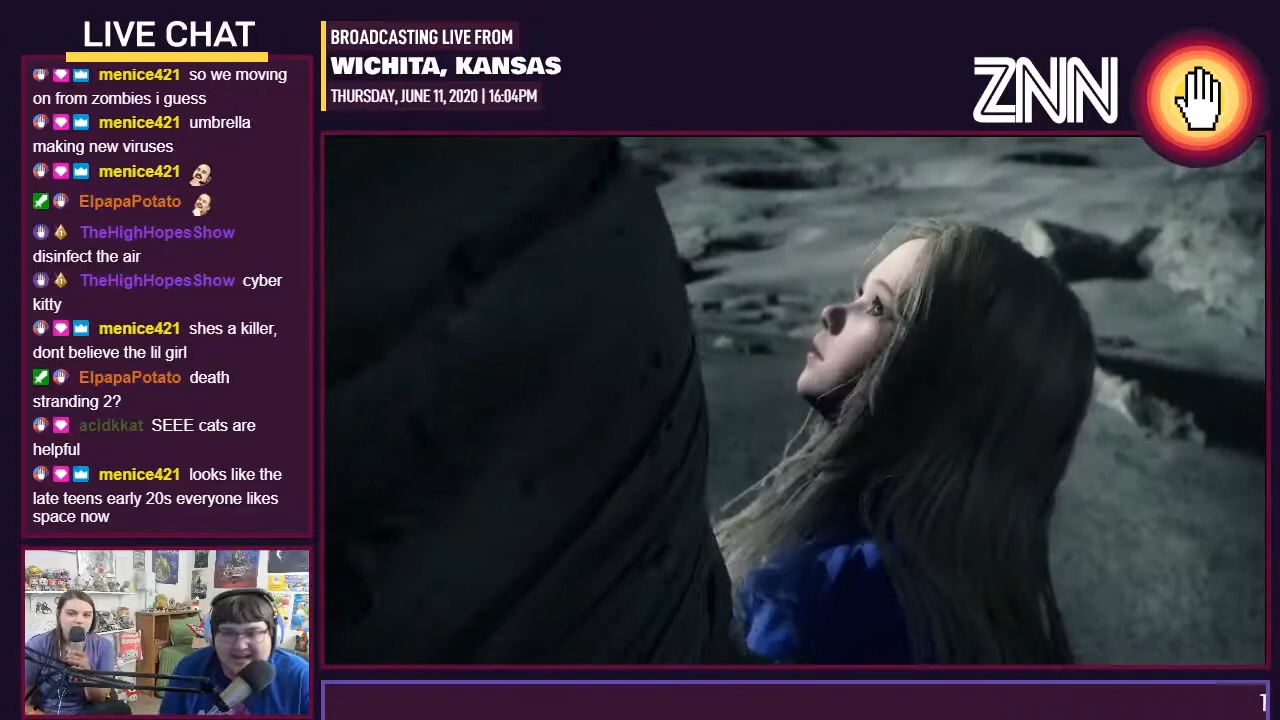 LIVE CHAT
menice421 so we moving
on from zombies i guess
menice421 umbrella
making new viruses
menice421
ElpapaPotato
TheHighHopesShow
disinfect the air
TheHighHopesShow cyber
kitty
menice421 shes a killer,
dont believe the lil girl
ElpapaPotato death
stranding 2?
acidkkat SEEE cats are
helpful
menice421 looks like the
late teens early 20s everyone likes
space now
BROADCASTING LIVE FROM
WICHITA, KANSAS
THURSDAY, JUNE 11, 2020 | 16:04PM
ZNN
1